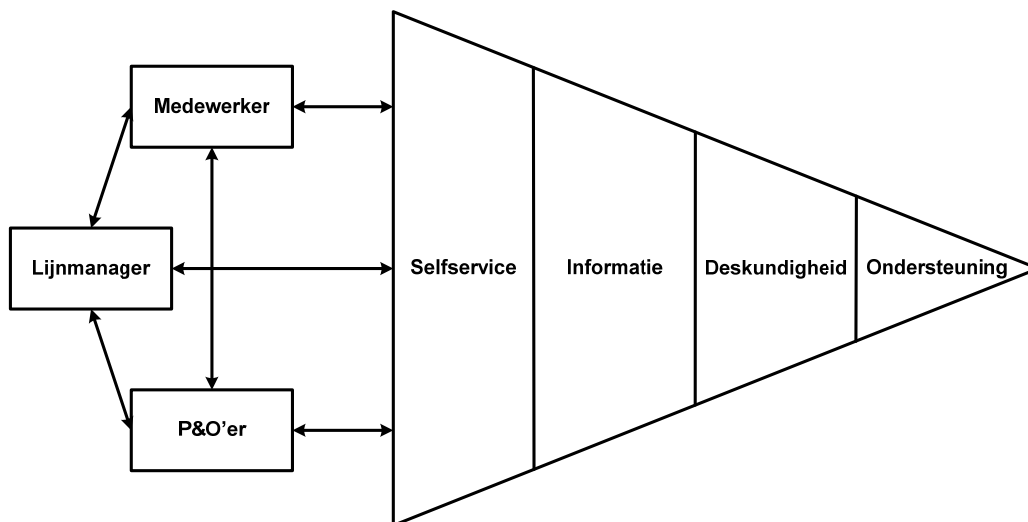 Medewerker
Lijnmanager
Selfservice
Informatie
Deskundigheid
Ondersteuning
P&O’er